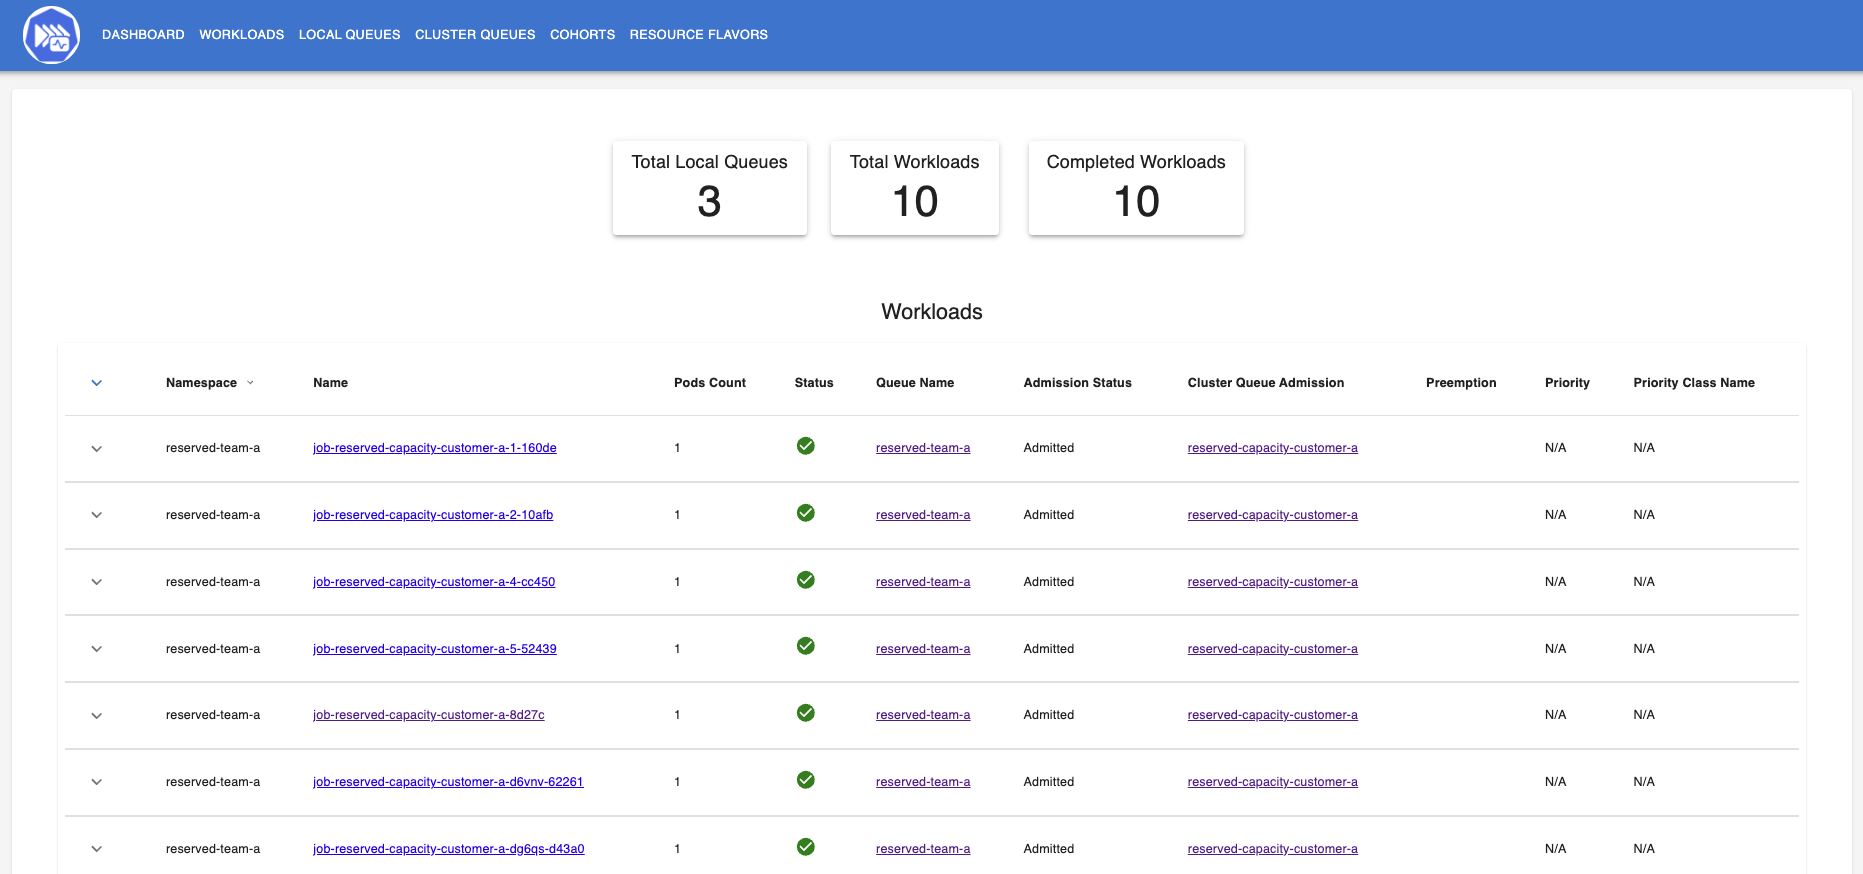 DASHBOARD WORKLOADS LOCAL QUEUES CLUSTER QUEUES COHORTS RESOURCE FLAVORS
Total Local Queues Total Workloads Completed Workloads
3 10 10
Workloads
Namespace Name Pods Count Status Queue Name Admission Status Cluster Queue Admission Preemption Priority Priority Class Name
reserved-team-a job-reserved-capacity-customer-a-1-160de 1 reserved-team-a Admitted reserved-capacity-customer-a N/A N/A
reserved-team-a job-reserved-capacity-customer-a-2-10afb 1 reserved-team-a Admitted reserved-capacity-customer-a N/A N/A
reserved-team-a job-reserved-capacity-customer-a-4-cc450 1 reserved-team-a Admitted reserved-capacity-customer-a N/A N/A
reserved-team-a job-reserved-capacity-customer-a-5-52439 1 reserved-team-a Admitted reserved-capacity-customer-a N/A N/A
reserved-team-a job-reserved-capacity-customer-a-8d27c 1 reserved-team-a Admitted reserved-capacity-customer-a N/A N/A
reserved-team-a job-reserved-capacity-customer-a-d6vnv-62261 1 reserved-team-a Admitted reserved-capacity-customer-a N/A N/A
reserved-team-a job-reserved-capacity-customer-a-dg6qs-d43a0 1 reserved-team-a Admitted reserved-capacity-customer-a N/A N/A